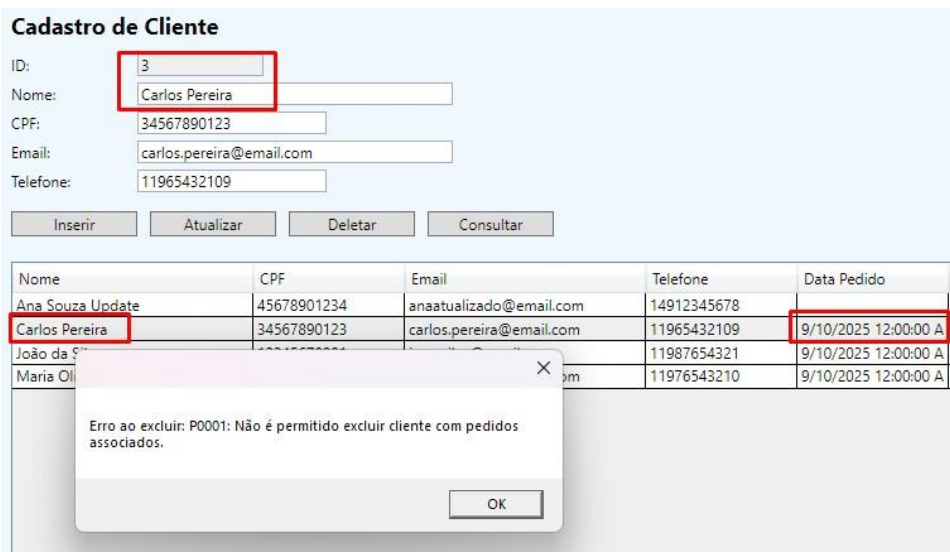 Cadastro de Cliente
ID: 3
Nome: Carlos Pereira
CPF: 34567890123
Email: carlos.pereira@email.com
Telefone: 11965432109
Inserir Atualizar Deletar Consultar
Nome CPF Email Telefone Data Pedido
Ana Souza Update 45678901234 anaatualizado@email.com 14912345678
Carlos Pereira 34567890123 carlos.pereira@email.com 11965432109 9/10/2025 12:00:00 A
João da 11987654321 9/10/2025 12:00:00 A
Maria 11976543210 9/10/2025 12:00:00 A
Erro ao excluir: P0001: Não é permitido excluir cliente com pedidos
associados.
OK